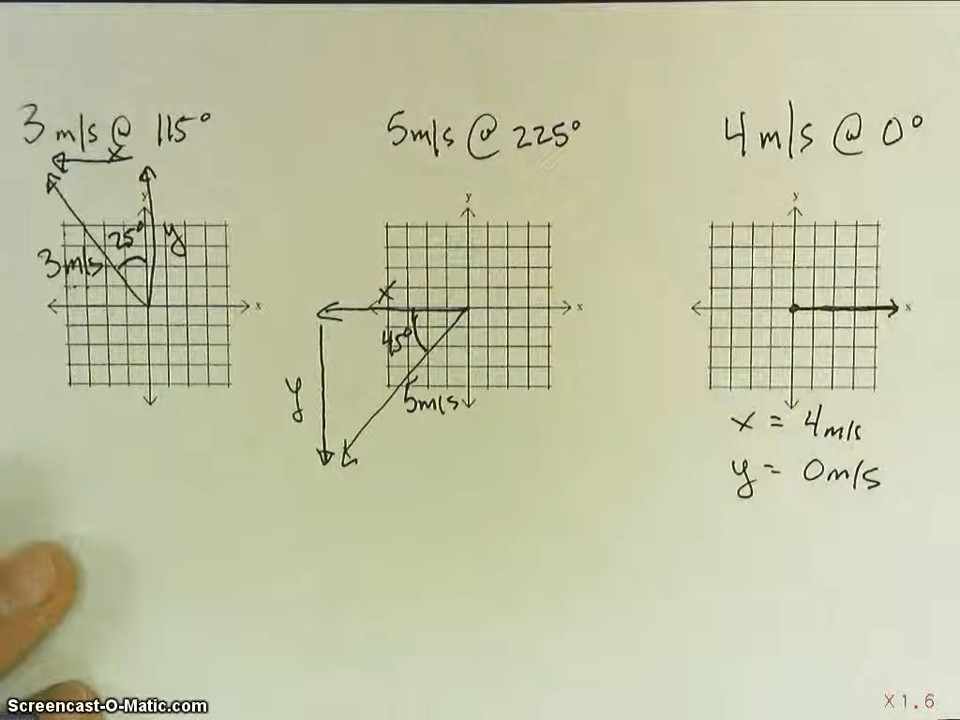 3 m/s @ 115°
x
y
25°
y
3m/s
x
5m/s @ 225°
y
x
x
45°
y
5m/s
4 m/s @ 0°
y
x
x = 4m/s
y = 0m/s
Screencast-O-Matic.com
X1.6